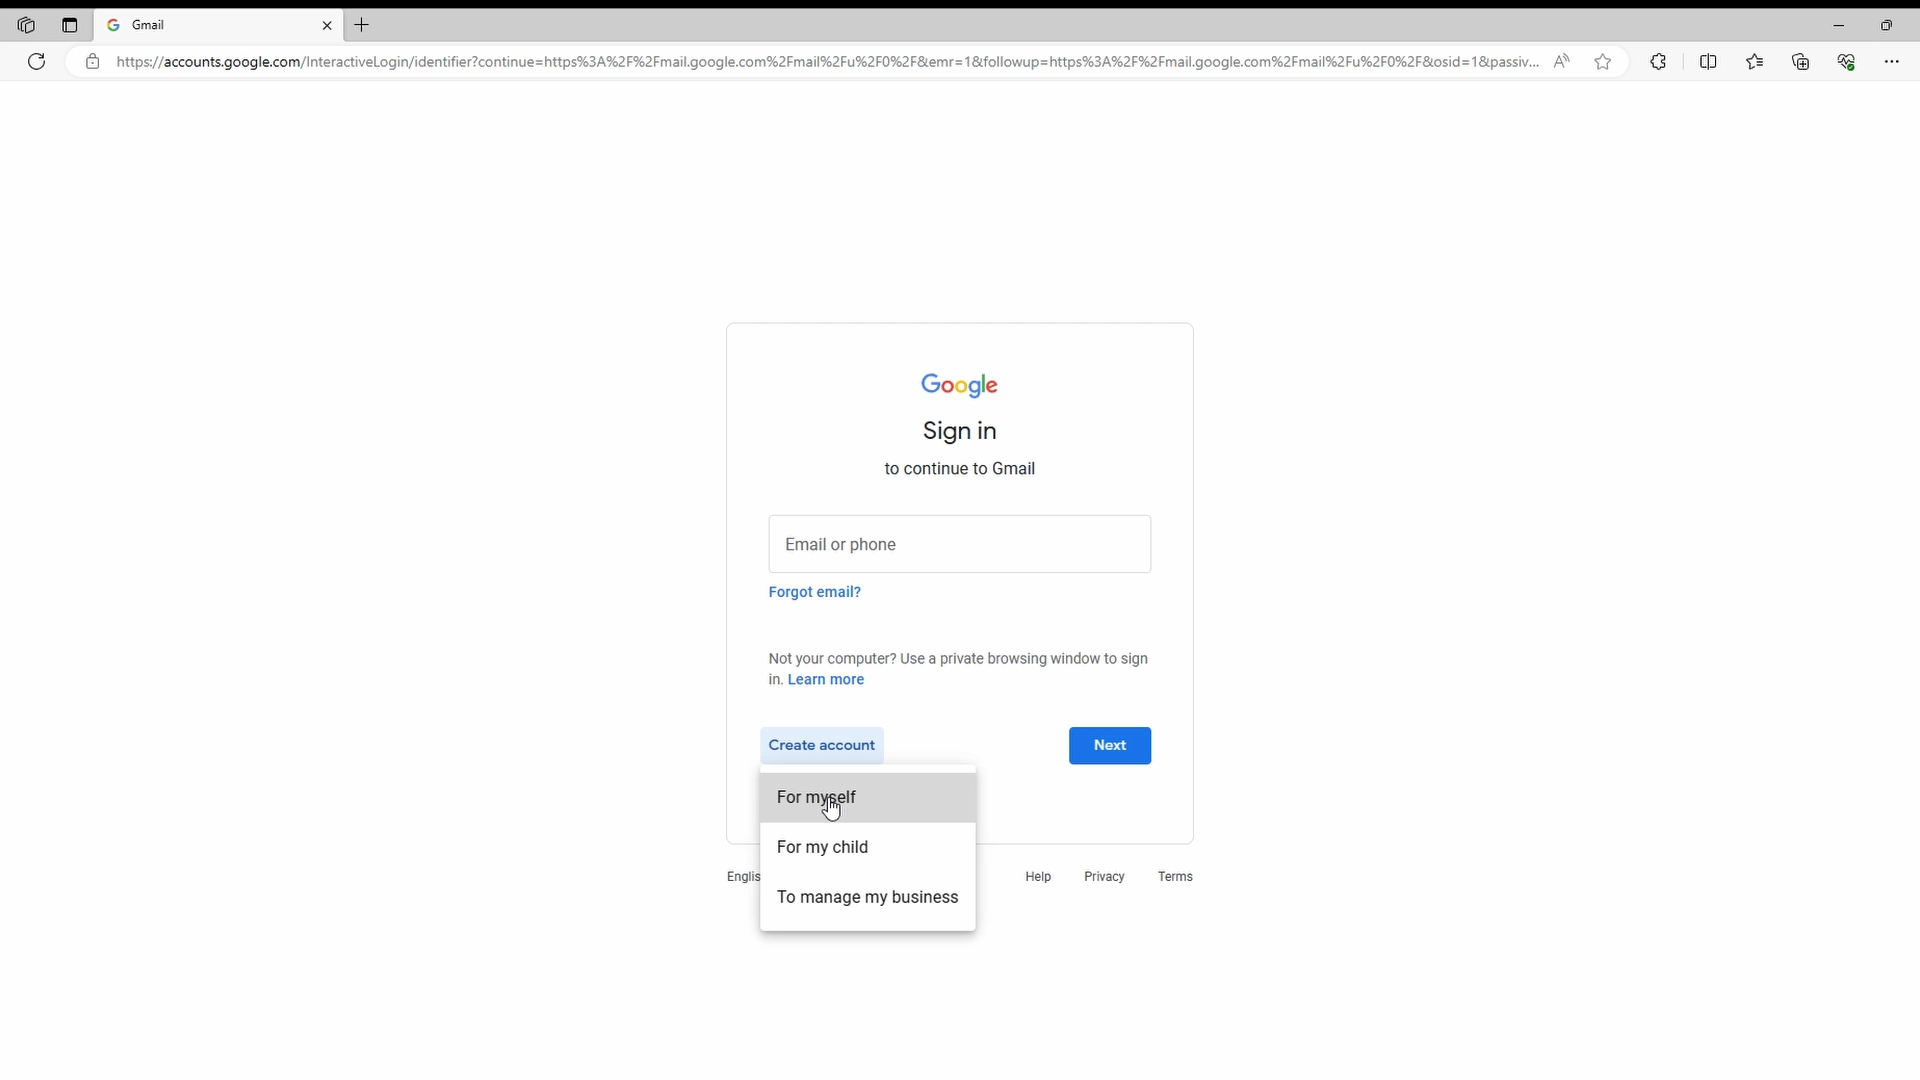 Gmail
https://accounts.google.com/InteractiveLogin/identifier?continue=https%3A%2F%2Fmail.google.com%2Fmail%2Fu%2F0%2F&emr=1&followup=https%3A%2F%2Fmail.google.com%2Fmail%2Fu%2F0%2F&osid=1&passiv...
Google
Sign in
to continue to Gmail
Email or phone
Forgot email?
Not your computer? Use a private browsing window to sign
in. Learn more
Create account Next
For myself
For my child
Englis Help Privacy Terms
To manage my business